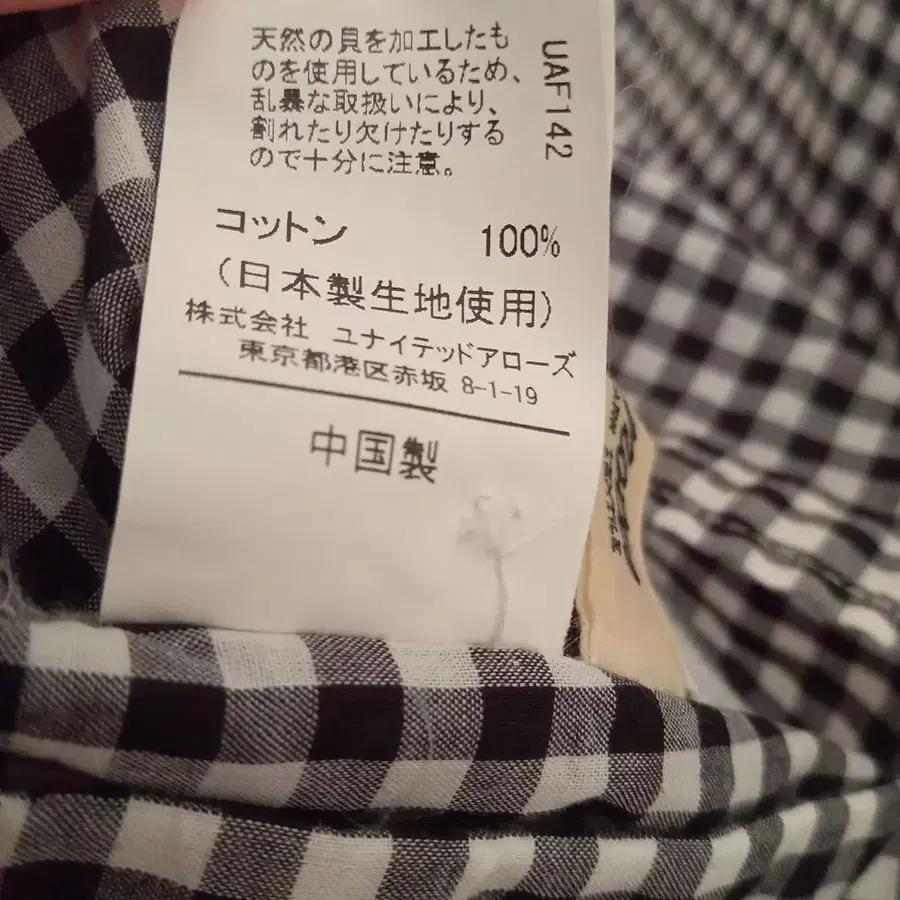 天然の貝を加工したも
のを使用しているため、
乱暴な取扱いにより、
割れたり欠けたりする
ので十分に注意。
UAF142
コットン 100%
(日本製生地使用)
株式会社 ユナイテッドアローズ
東京都港区赤坂 8-1-19
中国製